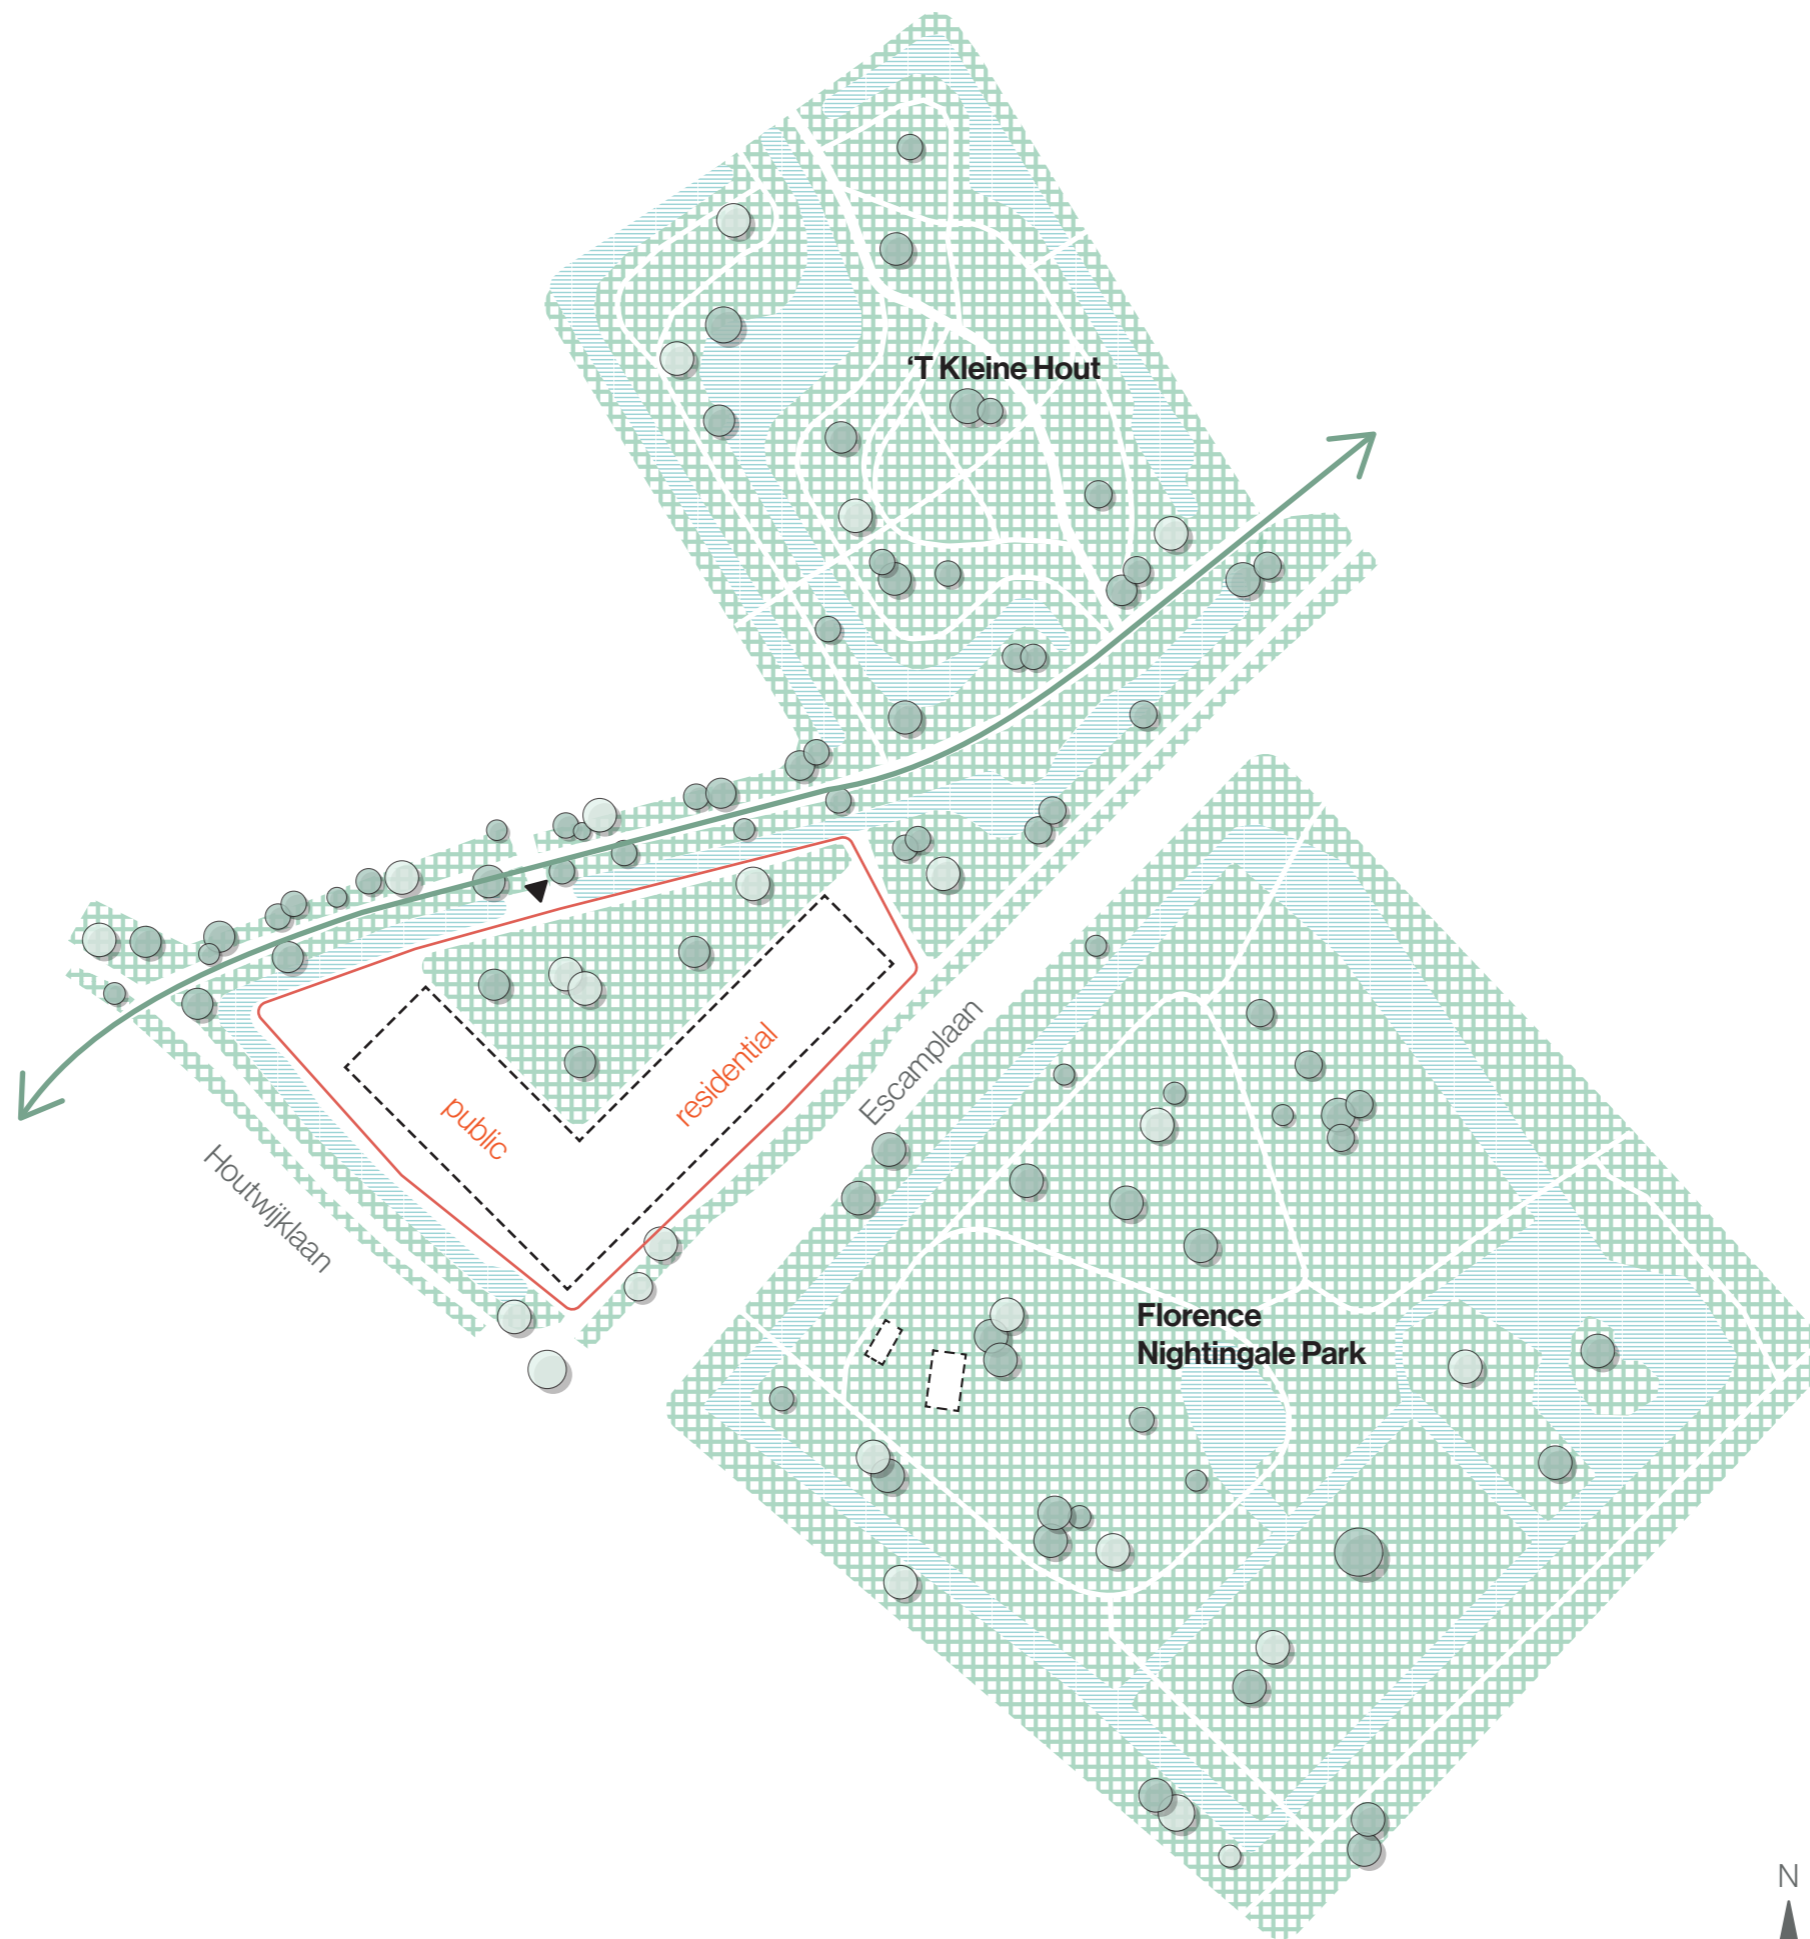 ‘T Kleine Hout
Escamplaan
residential
public
Houtwijklaan
Florence
Nightingale Park
N